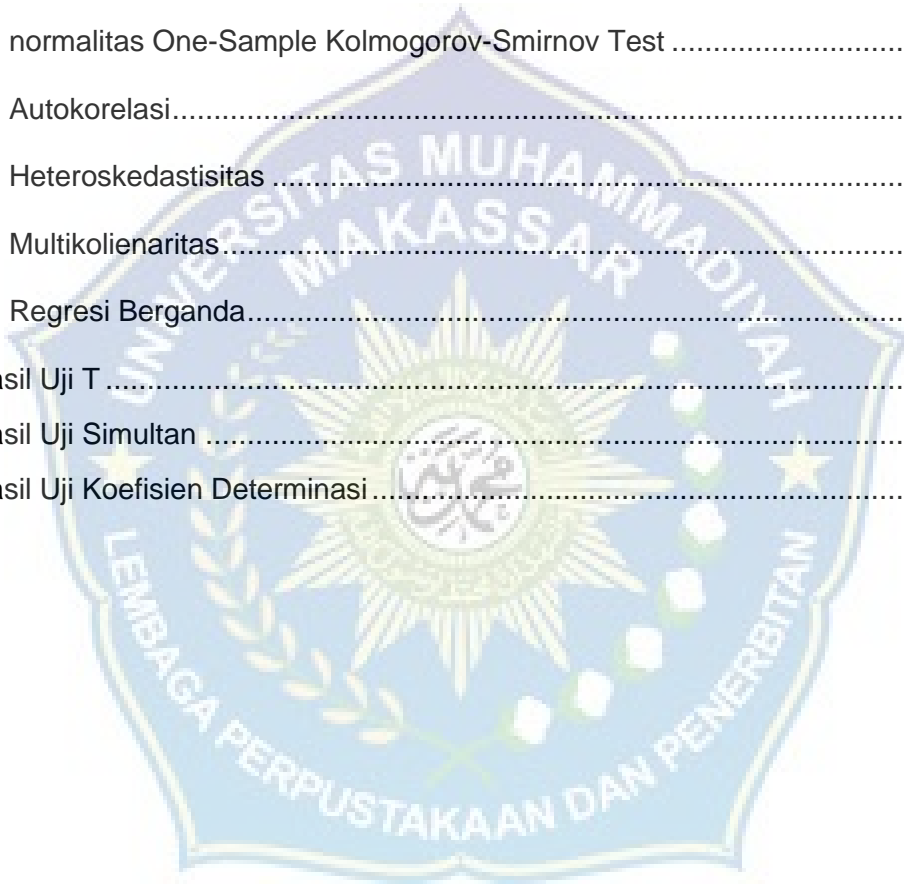 normalitas One-Sample Kolmogorov-Smirnov Test ..............................
Autokorelasi..............................
Heteroskedastisitas ..............................
Multikolienaritas..............................
Regresi Berganda..............................
asil Uji T ..............................
asil Uji Simultan ..............................
asil Uji Koefisien Determinasi ..............................
UNIVERSITAS MUHAMMADIYAH
MAKASSAR
LEMBAGA PERPUSTAKAAN DAN PENERBITAN